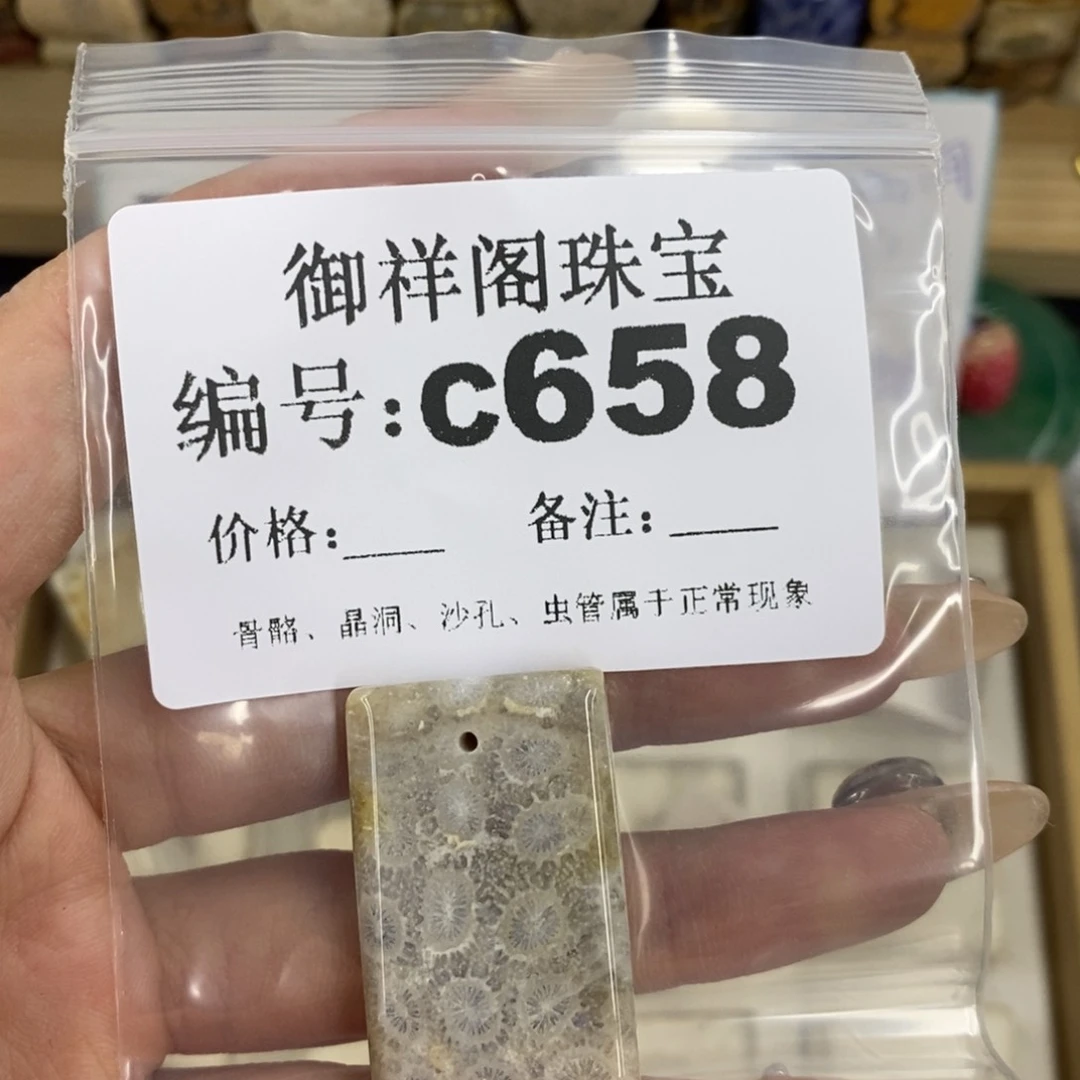 御祥阁珠宝
编号:c658
价格:____ 备注:____
骨骼、晶洞、沙孔、虫管属于正常现象